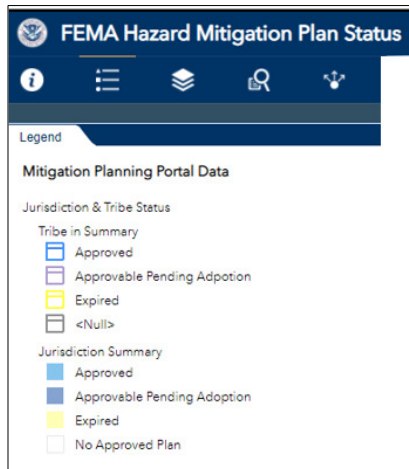 FEMA Hazard Mitigation Plan Status
Legend
Mitigation Planning Portal Data
Jurisdiction & Tribe Status
Tribe in Summary
Approved
Approvable Pending Adpotion
Expired
<Null>
Jurisdiction Summary
Approved
Approvable Pending Adoption
Expired
No Approved Plan